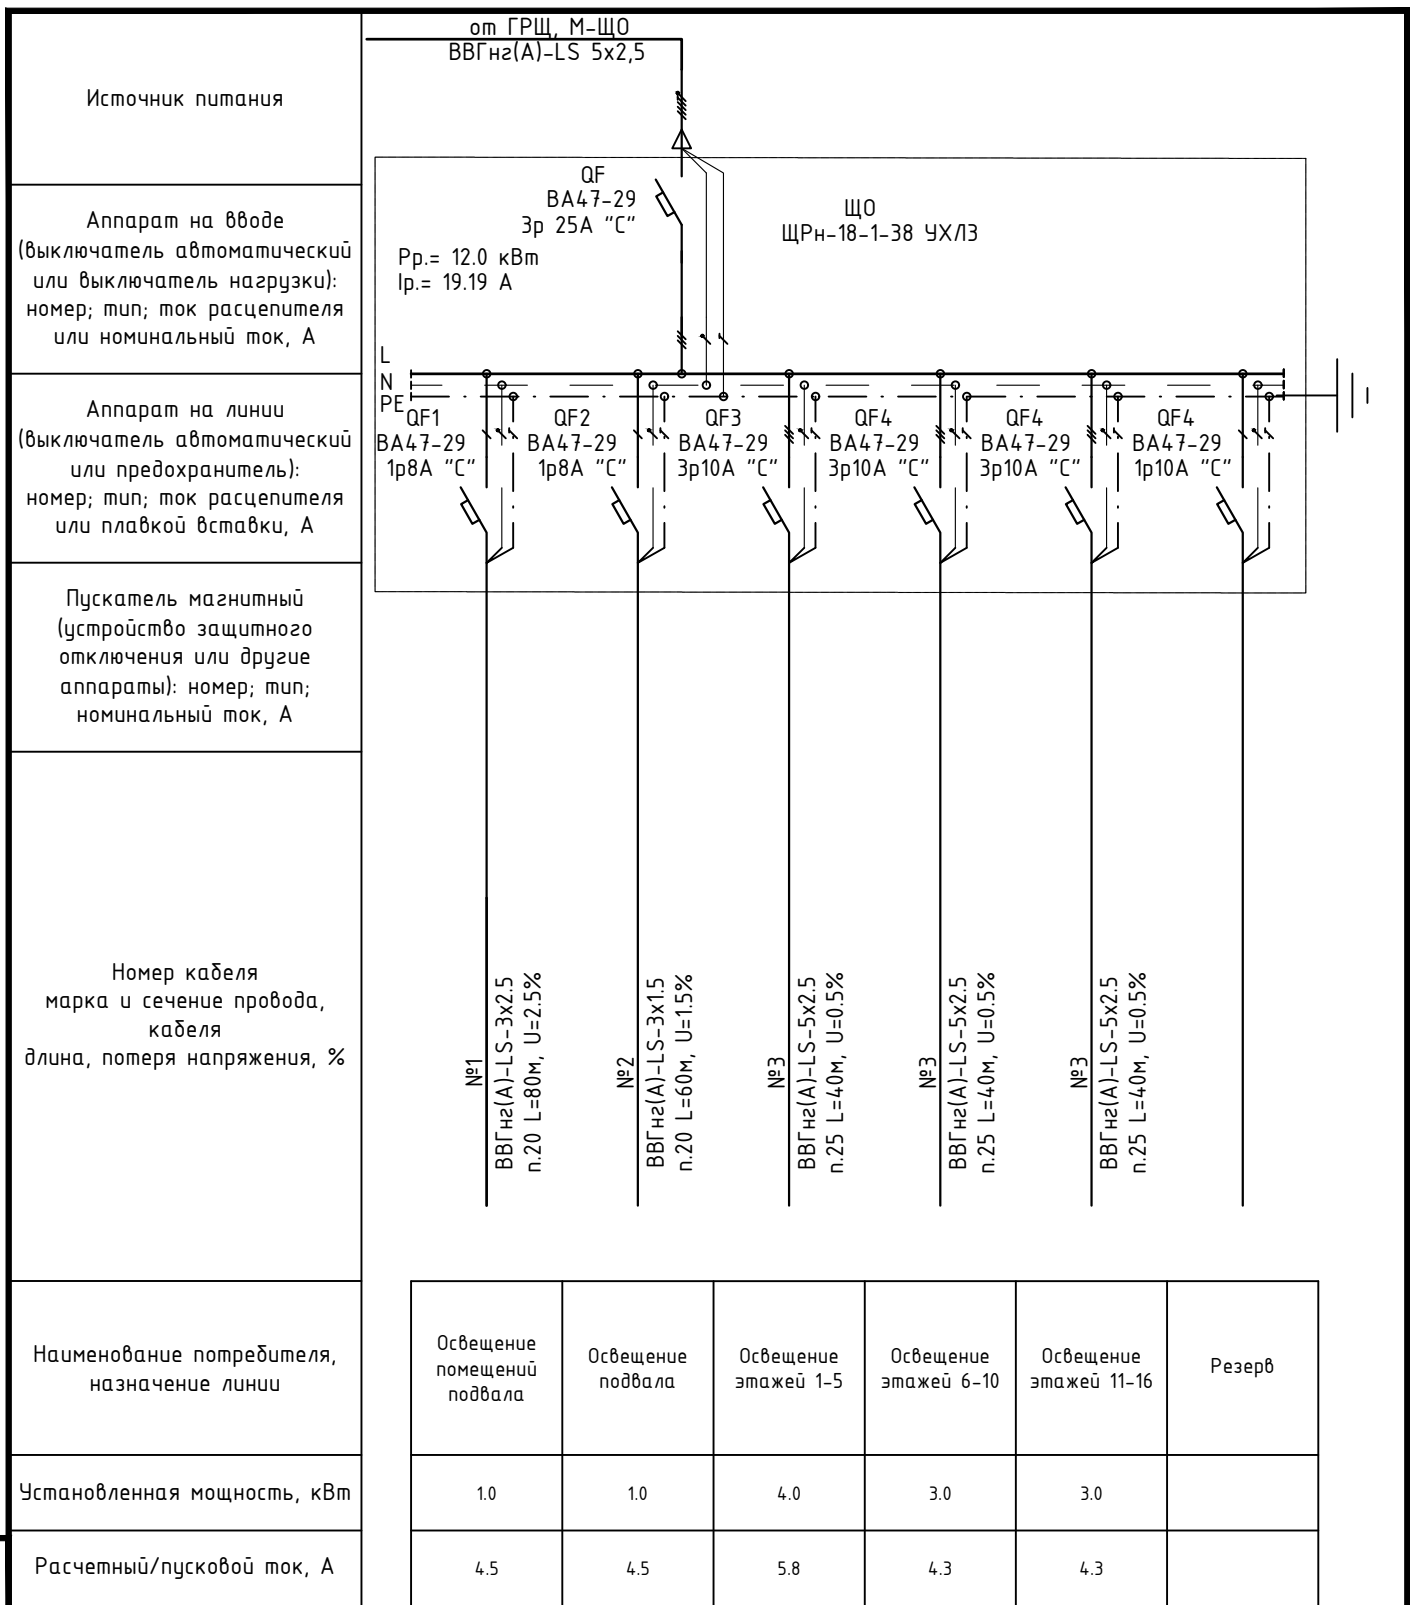 от ГРЩ, М-ЩО
ВВГнг(А)-LS 5х2,5
Источник питания
QF
ВА47-29
3р 25А "С"
ЩО
ЩРн-18-1-38 УХЛ3
Рр.= 12.0 кВт
Iр.= 19.19 А
Аппарат на вводе
(выключатель автоматический
или выключатель нагрузки):
номер; тип; ток расцепителя
или номинальный ток, А
L
N
PE
Аппарат на линии
(выключатель автоматический
или предохранитель):
номер; тип; ток расцепителя
или плавкой вставки, А
QF1
ВА47-29
1р8А "С"
QF2
ВА47-29
1р8А "С"
QF3
ВА47-29
3р10А "С"
QF4
ВА47-29
3р10А "С"
QF4
ВА47-29
3р10А "С"
QF4
ВА47-29
1р10А "С"
Пускатель магнитный
(устройство защитного
отключения или другие
аппараты): номер; тип;
номинальный ток, А
Номер кабеля
марка и сечение провода,
кабеля
длина, потеря напряжения, %
№1
ВВГнг(А)-LS-3х2.5
п.20 L=80м, U=2.5%
№2
ВВГнг(А)-LS-3х1.5
п.20 L=60м, U=1.5%
№3
ВВГнг(А)-LS-5х2.5
п.25 L=40м, U=0.5%
№3
ВВГнг(А)-LS-5х2.5
п.25 L=40м, U=0.5%
№3
ВВГнг(А)-LS-5х2.5
п.25 L=40м, U=0.5%
Наименование потребителя,
назначение линии
Освещение
помещений
подвала
Освещение
подвала
Освещение
этажей 1-5
Освещение
этажей 6-10
Освещение
этажей 11-16
Резерв
Установленная мощность, кВт
1.0
1.0
4.0
3.0
3.0
Расчетный/пусковой ток, А
4.5
4.5
5.8
4.3
4.3